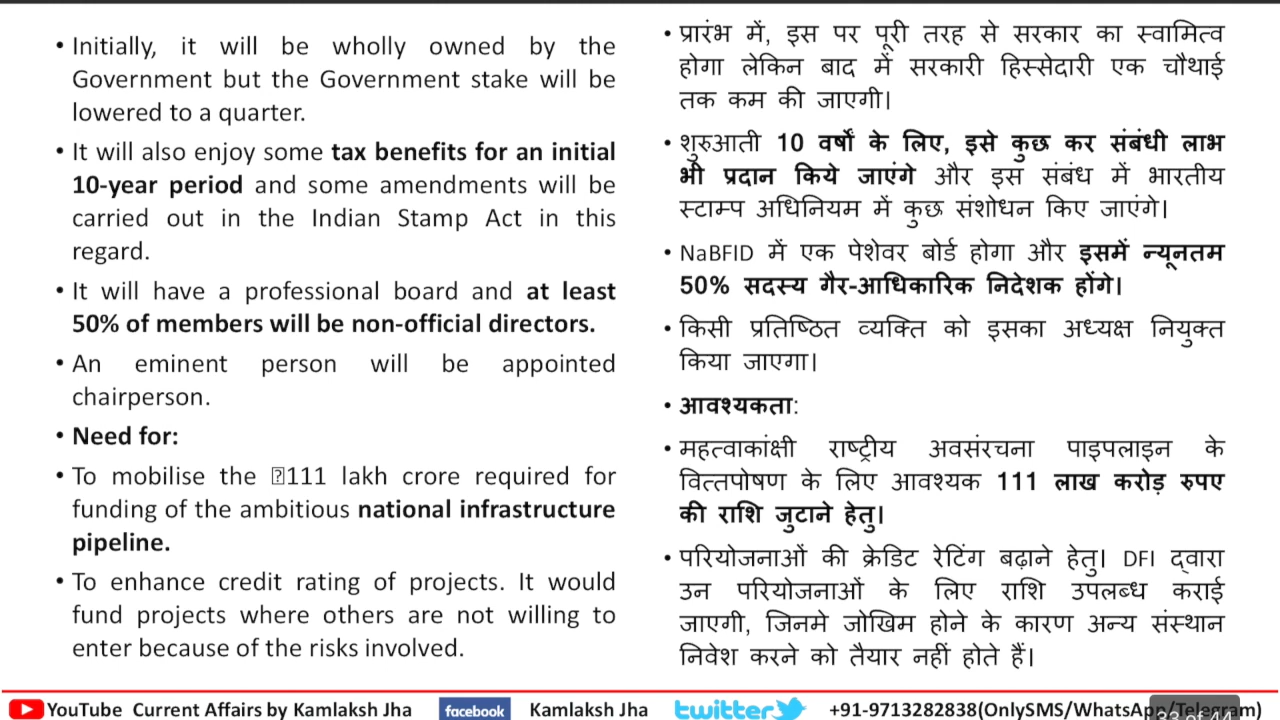 • Initially, it will be wholly owned by the
Government but the Government stake will be
lowered to a quarter.
• It will also enjoy some tax benefits for an initial
10-year period and some amendments will be
carried out in the Indian Stamp Act in this
regard.
• It will have a professional board and at least
50% of members will be non-official directors.
• An eminent person will be appointed
chairperson.
• Need for:
• To mobilise the 111 lakh crore required for
funding of the ambitious national infrastructure
pipeline.
• To enhance credit rating of projects. It would
fund projects where others are not willing to
enter because of the risks involved.
• प्रारंभ में, इस पर पूरी तरह से सरकार का स्वामित्व
होगा लेकिन बाद में सरकारी हिस्सेदारी एक चौथाई
तक कम की जाएगी।
• शुरुआती 10 वर्षों के लिए, इसे कुछ कर संबंधी लाभ
भी प्रदान किये जाएंगे और इस संबंध में भारतीय
स्टाम्प अधिनियम में कुछ संशोधन किए जाएंगे।
• NaBFID में एक पेशेवर बोर्ड होगा और इसमें न्यूनतम
50% सदस्य गैर-आधिकारिक निदेशक होंगे।
• किसी प्रतिष्ठित व्यक्ति को इसका अध्यक्ष नियुक्त
किया जाएगा।
• आवश्यकता:
• महत्वाकांक्षी राष्ट्रीय अवसंरचना पाइपलाइन के
वित्तपोषण के लिए आवश्यक 111 लाख करोड़ रुपए
की राशि जुटाने हेतु।
• परियोजनाओं की क्रेडिट रेटिंग बढ़ाने हेतु। DFI द्वारा
उन परियोजनाओं के लिए राशि उपलब्ध कराई
जाएगी, जिनमे जोखिम होने के कारण अन्य संस्थान
निवेश करने को तैयार नहीं होते हैं।
YouTube Current Affairs by Kamlaksh Jha facebook Kamlaksh Jha twitter +91-9713282838(OnlySMS/WhatsApp/Telegram)